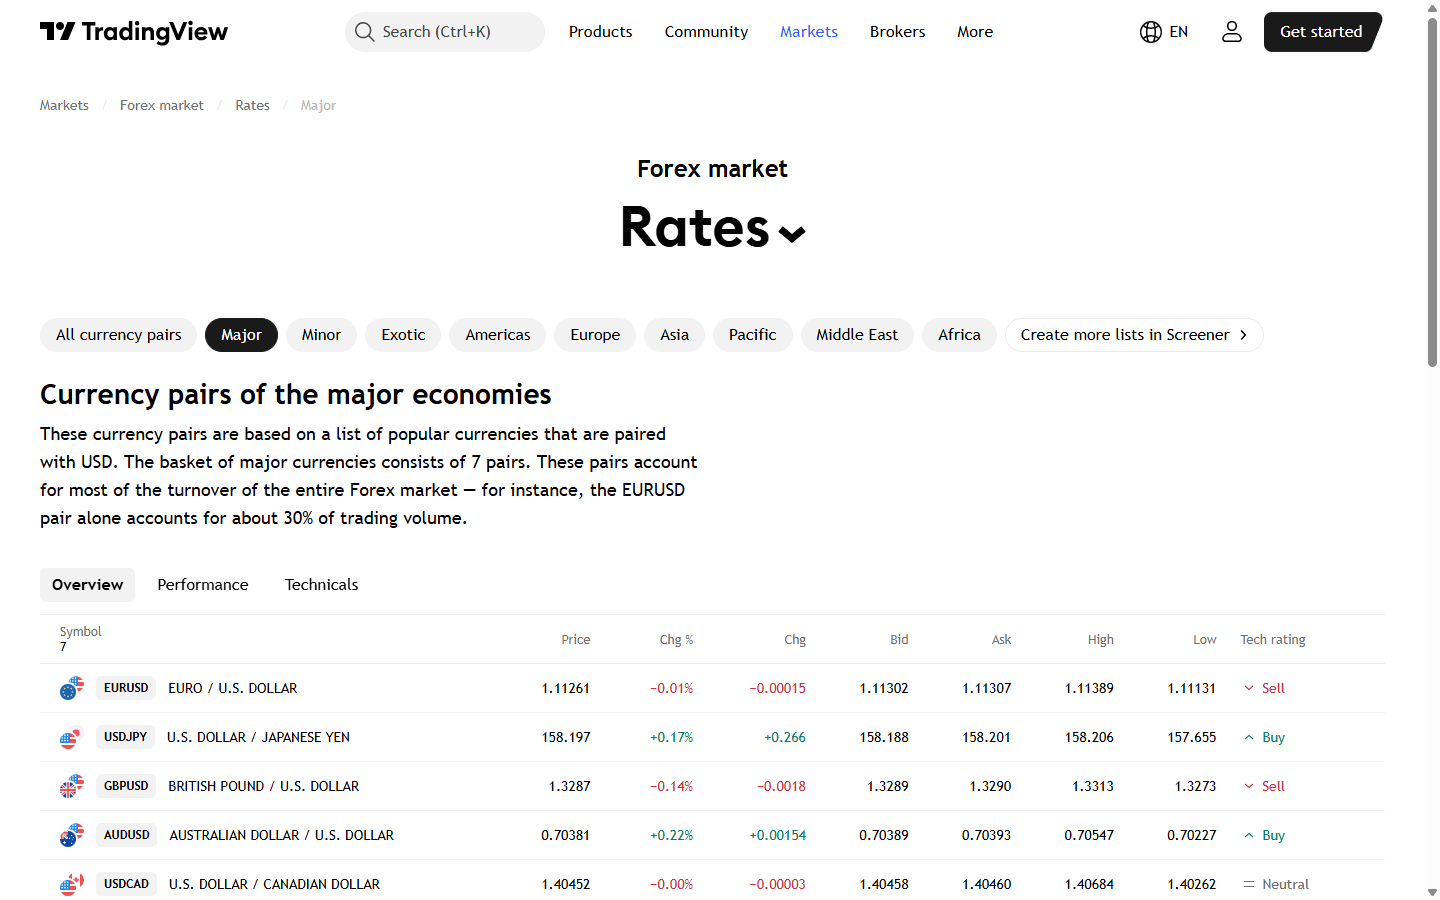 TradingView
Search (Ctrl+K)
Products
Community
Markets
Brokers
More
EN
Get started
Markets / Forex market / Rates / Major
Forex market
Rates
All currency pairs
Major
Minor
Exotic
Americas
Europe
Asia
Pacific
Middle East
Africa
Create more lists in Screener
Currency pairs of the major economies
These currency pairs are based on a list of popular currencies that are paired
with USD. The basket of major currencies consists of 7 pairs. These pairs account
for most of the turnover of the entire Forex market — for instance, the EURUSD
pair alone accounts for about 30% of trading volume.
Overview
Performance
Technicals
Symbol
7
Price
Chg %
Chg
Bid
Ask
High
Low
Tech rating
EURUSD EURO / U.S. DOLLAR 1.11261 −0.01% −0.00015 1.11302 1.11307 1.11389 1.11131 Sell
USDJPY U.S. DOLLAR / JAPANESE YEN 158.197 +0.17% +0.266 158.188 158.201 158.206 157.655 Buy
GBPUSD BRITISH POUND / U.S. DOLLAR 1.3287 −0.14% −0.0018 1.3289 1.3290 1.3313 1.3273 Sell
AUDUSD AUSTRALIAN DOLLAR / U.S. DOLLAR 0.70381 +0.22% +0.00154 0.70389 0.70393 0.70547 0.70227 Buy
USDCAD U.S. DOLLAR / CANADIAN DOLLAR 1.40452 −0.00% −0.00003 1.40458 1.40460 1.40684 1.40262 Neutral